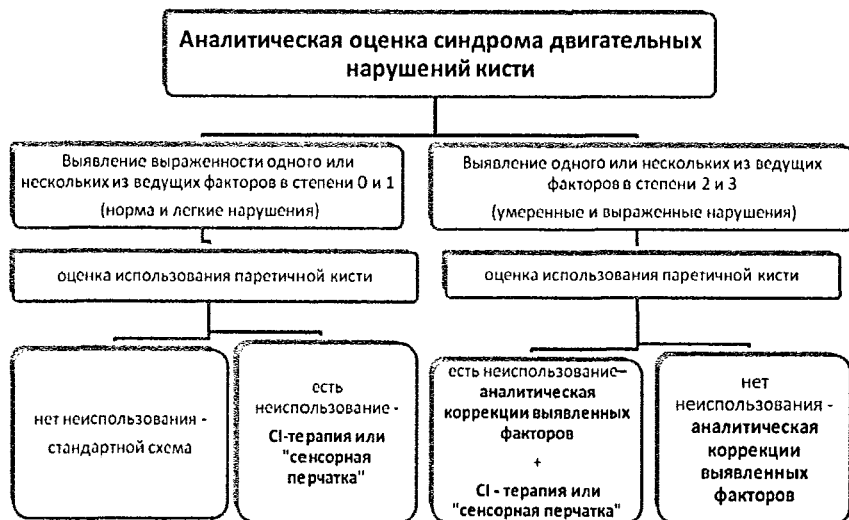 Аналитическая оценка синдрома двигательных
нарушений кисти
Выявление выраженности одного или
нескольких из ведущих факторов в степени 0 и 1
(норма и легкие нарушения)
Выявление одного или нескольких из ведущих
факторов в степени 2 и 3
(умеренные и выраженные нарушения)
оценка использования паретичной кисти
оценка использования паретичной кисти
нет неиспользования -
стандартной схема
есть
неиспользование -
CI-терапия или
"сенсорная
перчатка"
есть неиспользование–
аналитическая
коррекции выявленных
факторов
+
CI - терапия или
"сенсорная перчатка"
нет
неиспользования -
аналитическая
коррекции
выявленных
факторов